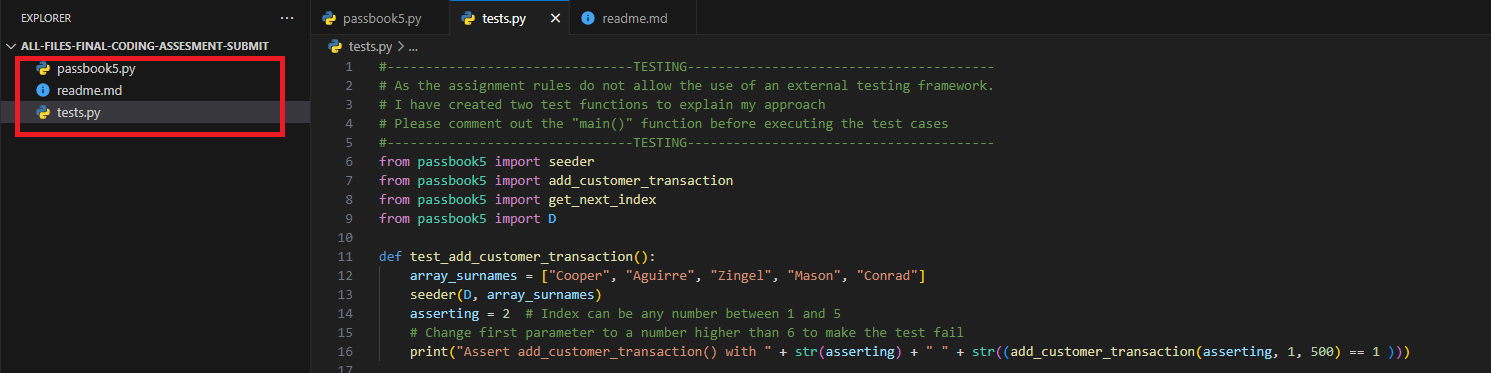 EXPLORER
ALL-FILES-FINAL-CODING-ASSESMENT-SUBMIT
passbook5.py
readme.md
tests.py
passbook5.py
tests.py
readme.md
tests.py > ...
1 #--------------------------------TESTING----------------------------------------
2 # As the assignment rules do not allow the use of an external testing framework.
3 # I have created two test functions to explain my approach
4 # Please comment out the "main()" function before executing the test cases
5 #--------------------------------TESTING----------------------------------------
6 from passbook5 import seeder
7 from passbook5 import add_customer_transaction
8 from passbook5 import get_next_index
9 from passbook5 import D
10
11 def test_add_customer_transaction():
12     array_surnames = ["Cooper", "Aguirre", "Zingel", "Mason", "Conrad"]
13     seeder(D, array_surnames)
14     asserting = 2  # Index can be any number between 1 and 5
15     # Change first parameter to a number higher than 6 to make the test fail
16     print("Assert add_customer_transaction() with " + str(asserting) + " " + str((add_customer_transaction(asserting, 1, 500) == 1 )))
17